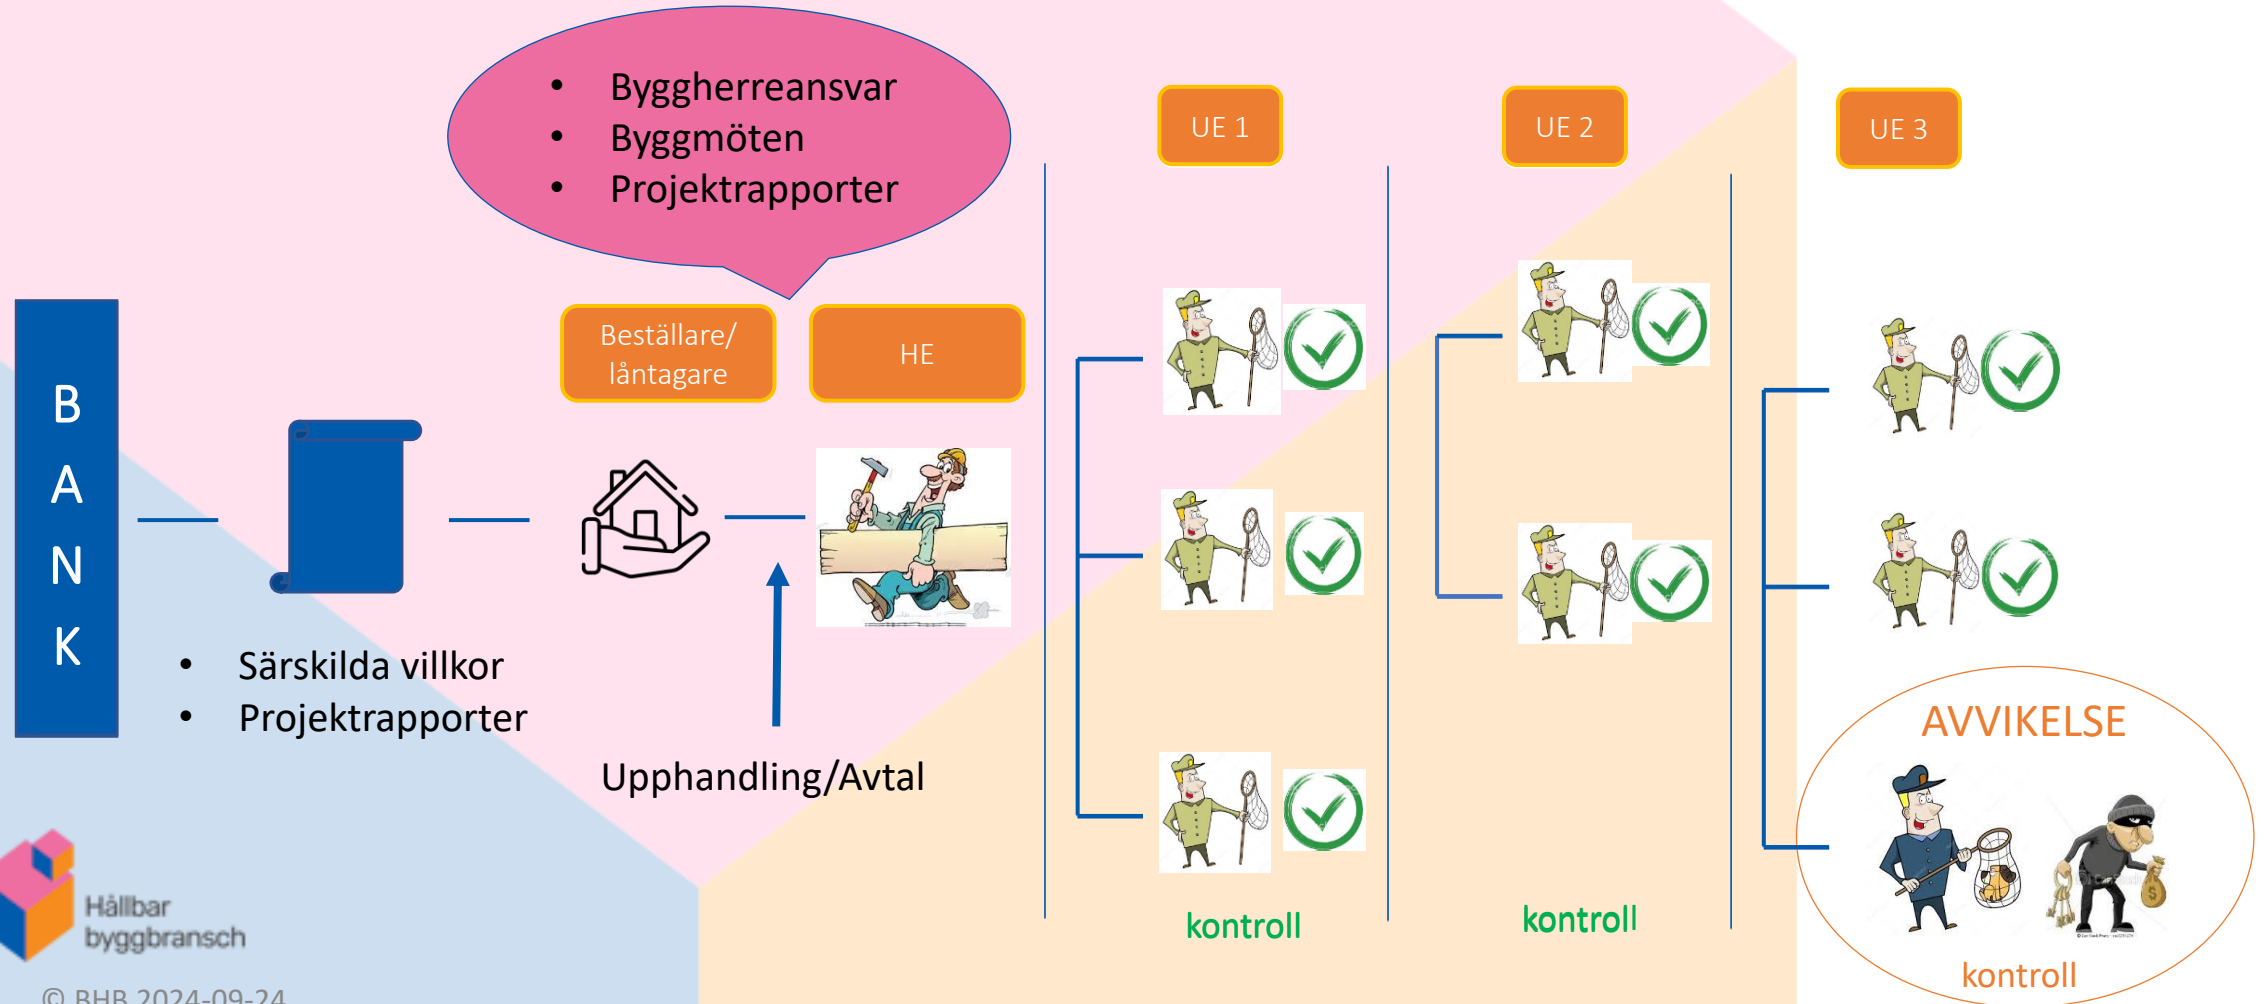 • Byggherreansvar
• Byggmöten
• Projektrapporter
UE 1
UE 2
UE 3
Beställare/
låntagare
HE
B
A
N
K
• Särskilda villkor
• Projektrapporter
Upphandling/Avtal
AVVIKELSE
kontroll
kontroll
kontroll
Hållbar
byggbransch
© BHB 2024-09-24